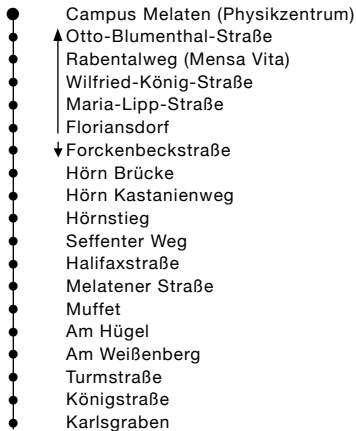 Campus Melaten (Physikzentrum)
Otto-Blumenthal-Straße
Rabentalweg (Mensa Vita)
Wilfried-König-Straße
Maria-Lipp-Straße
Floriansdorf
Forckenbeckstraße
Hörn Brücke
Hörn Kastanienweg
Hörnstieg
Seffenter Weg
Halifaxstraße
Melatener Straße
Muffet
Am Hügel
Am Weißenberg
Turmstraße
Königstraße
Karlsgraben